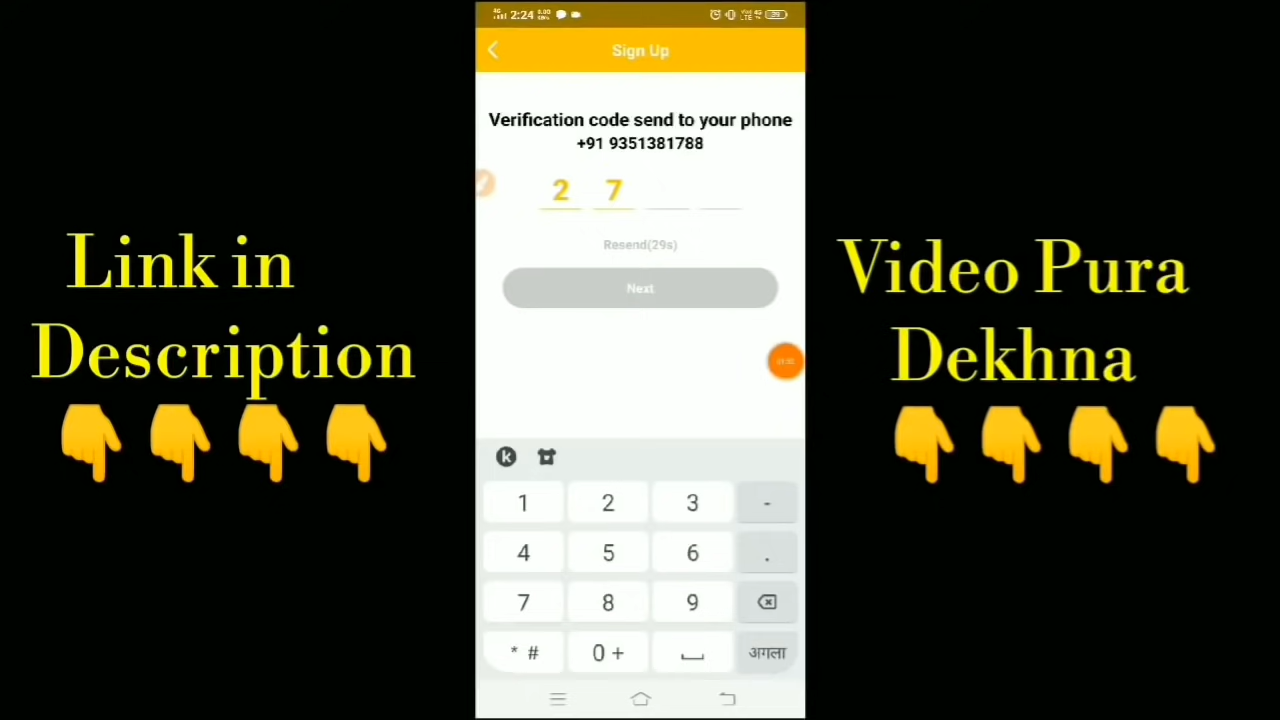 2:24
Sign Up
Verification code send to your phone
+91 9351381788
2 7
Resend(29s)
Next
Link in
Description
Video Pura
Dekhna
1 2 3 -
4 5 6 .
7 8 9
* # 0 + अगला